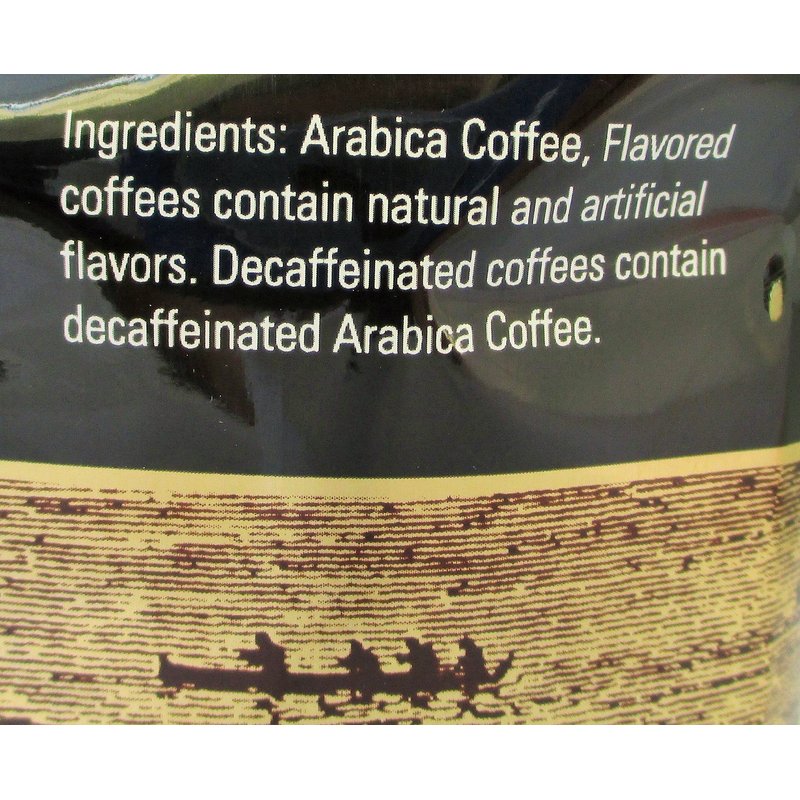 Ingredients: Arabica Coffee, Flavored
coffees contain natural and artificial
flavors. Decaffeinated coffees contain
decaffeinated Arabica Coffee.